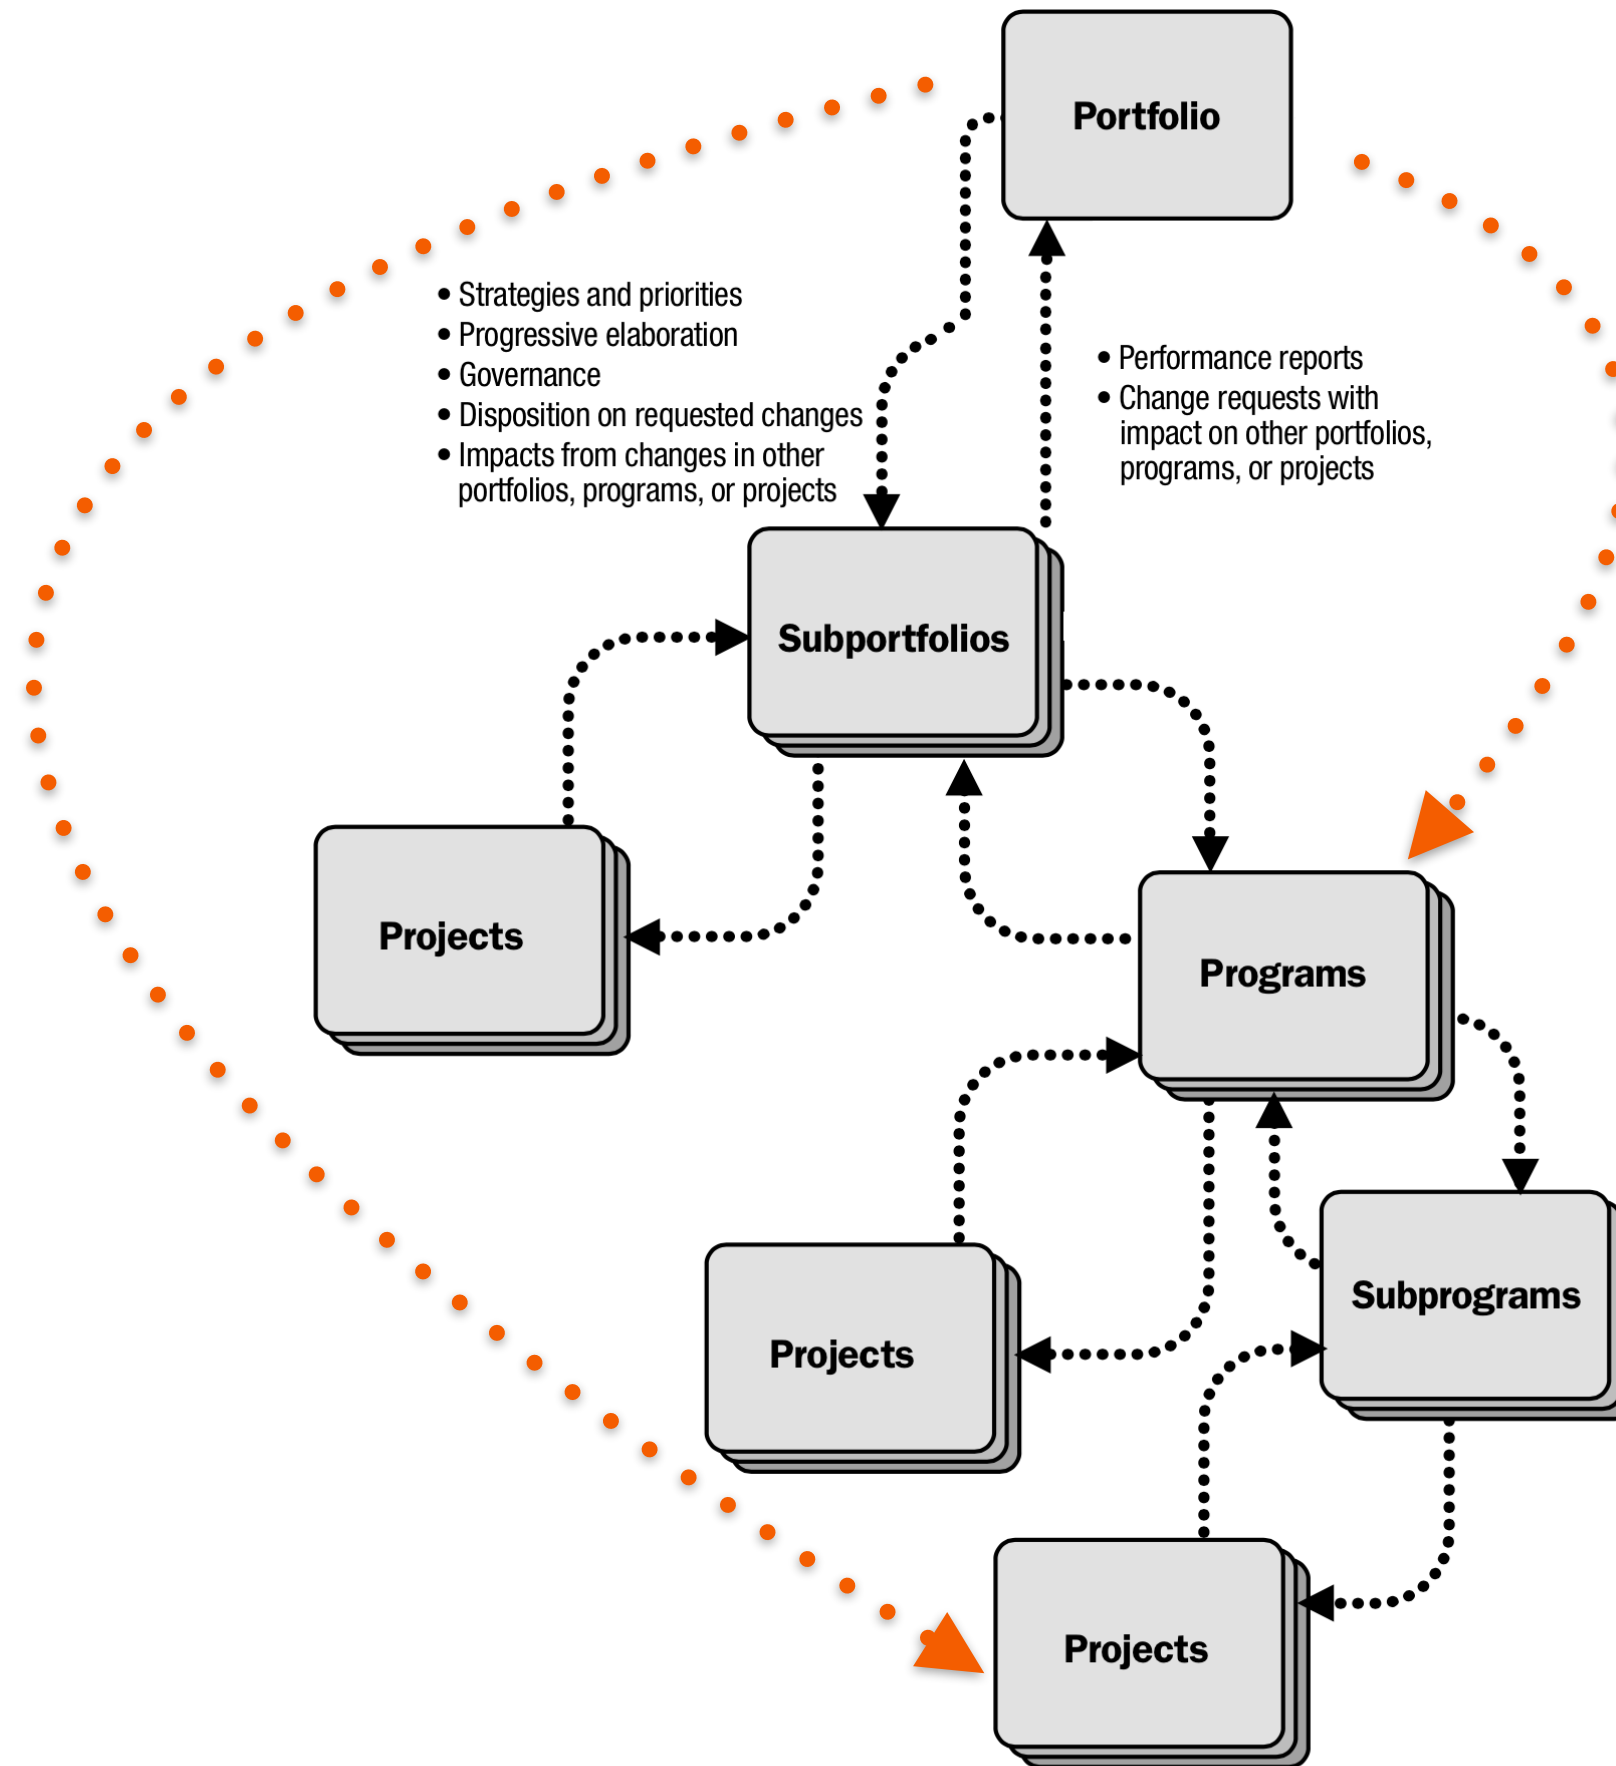 Portfolio
• Strategies and priorities
• Progressive elaboration
• Governance
• Disposition on requested changes
• Impacts from changes in other
portfolios, programs, or projects
• Performance reports
• Change requests with
impact on other portfolios,
programs, or projects
Subportfolios
Projects
Programs
Subprograms
Projects
Projects